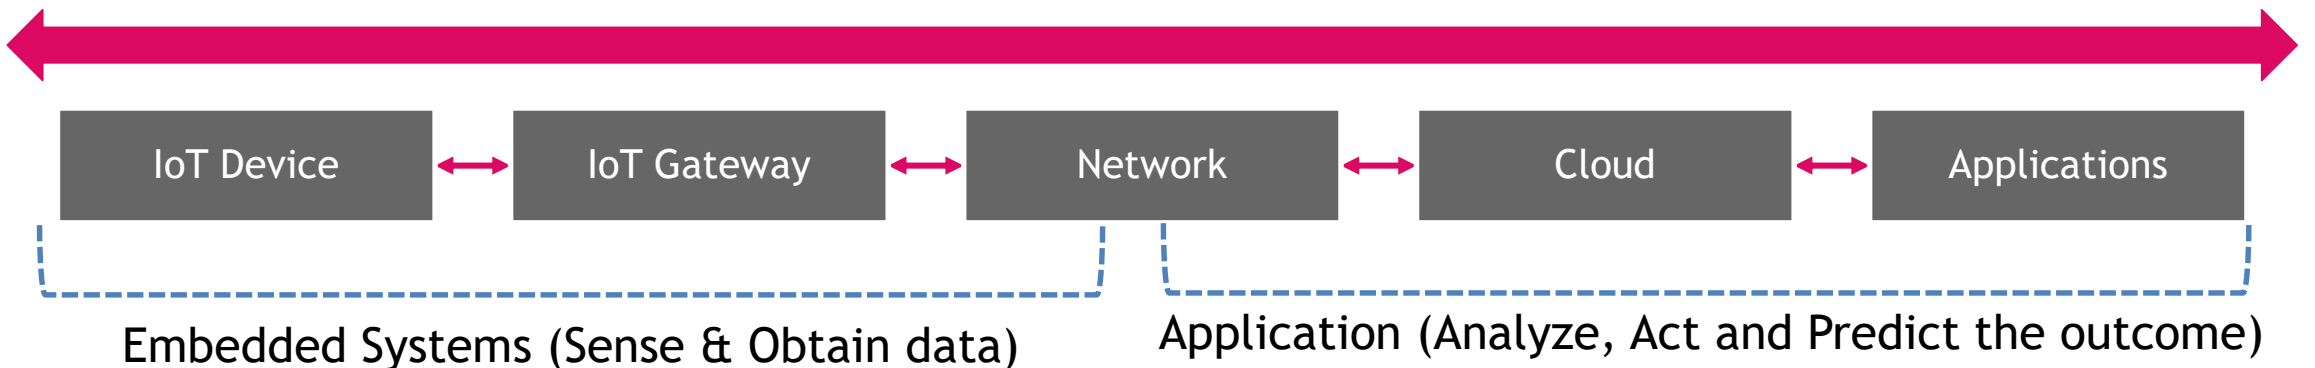 IoT Device
IoT Gateway
Network
Cloud
Applications
Embedded Systems (Sense & Obtain data)
Application (Analyze, Act and Predict the outcome)